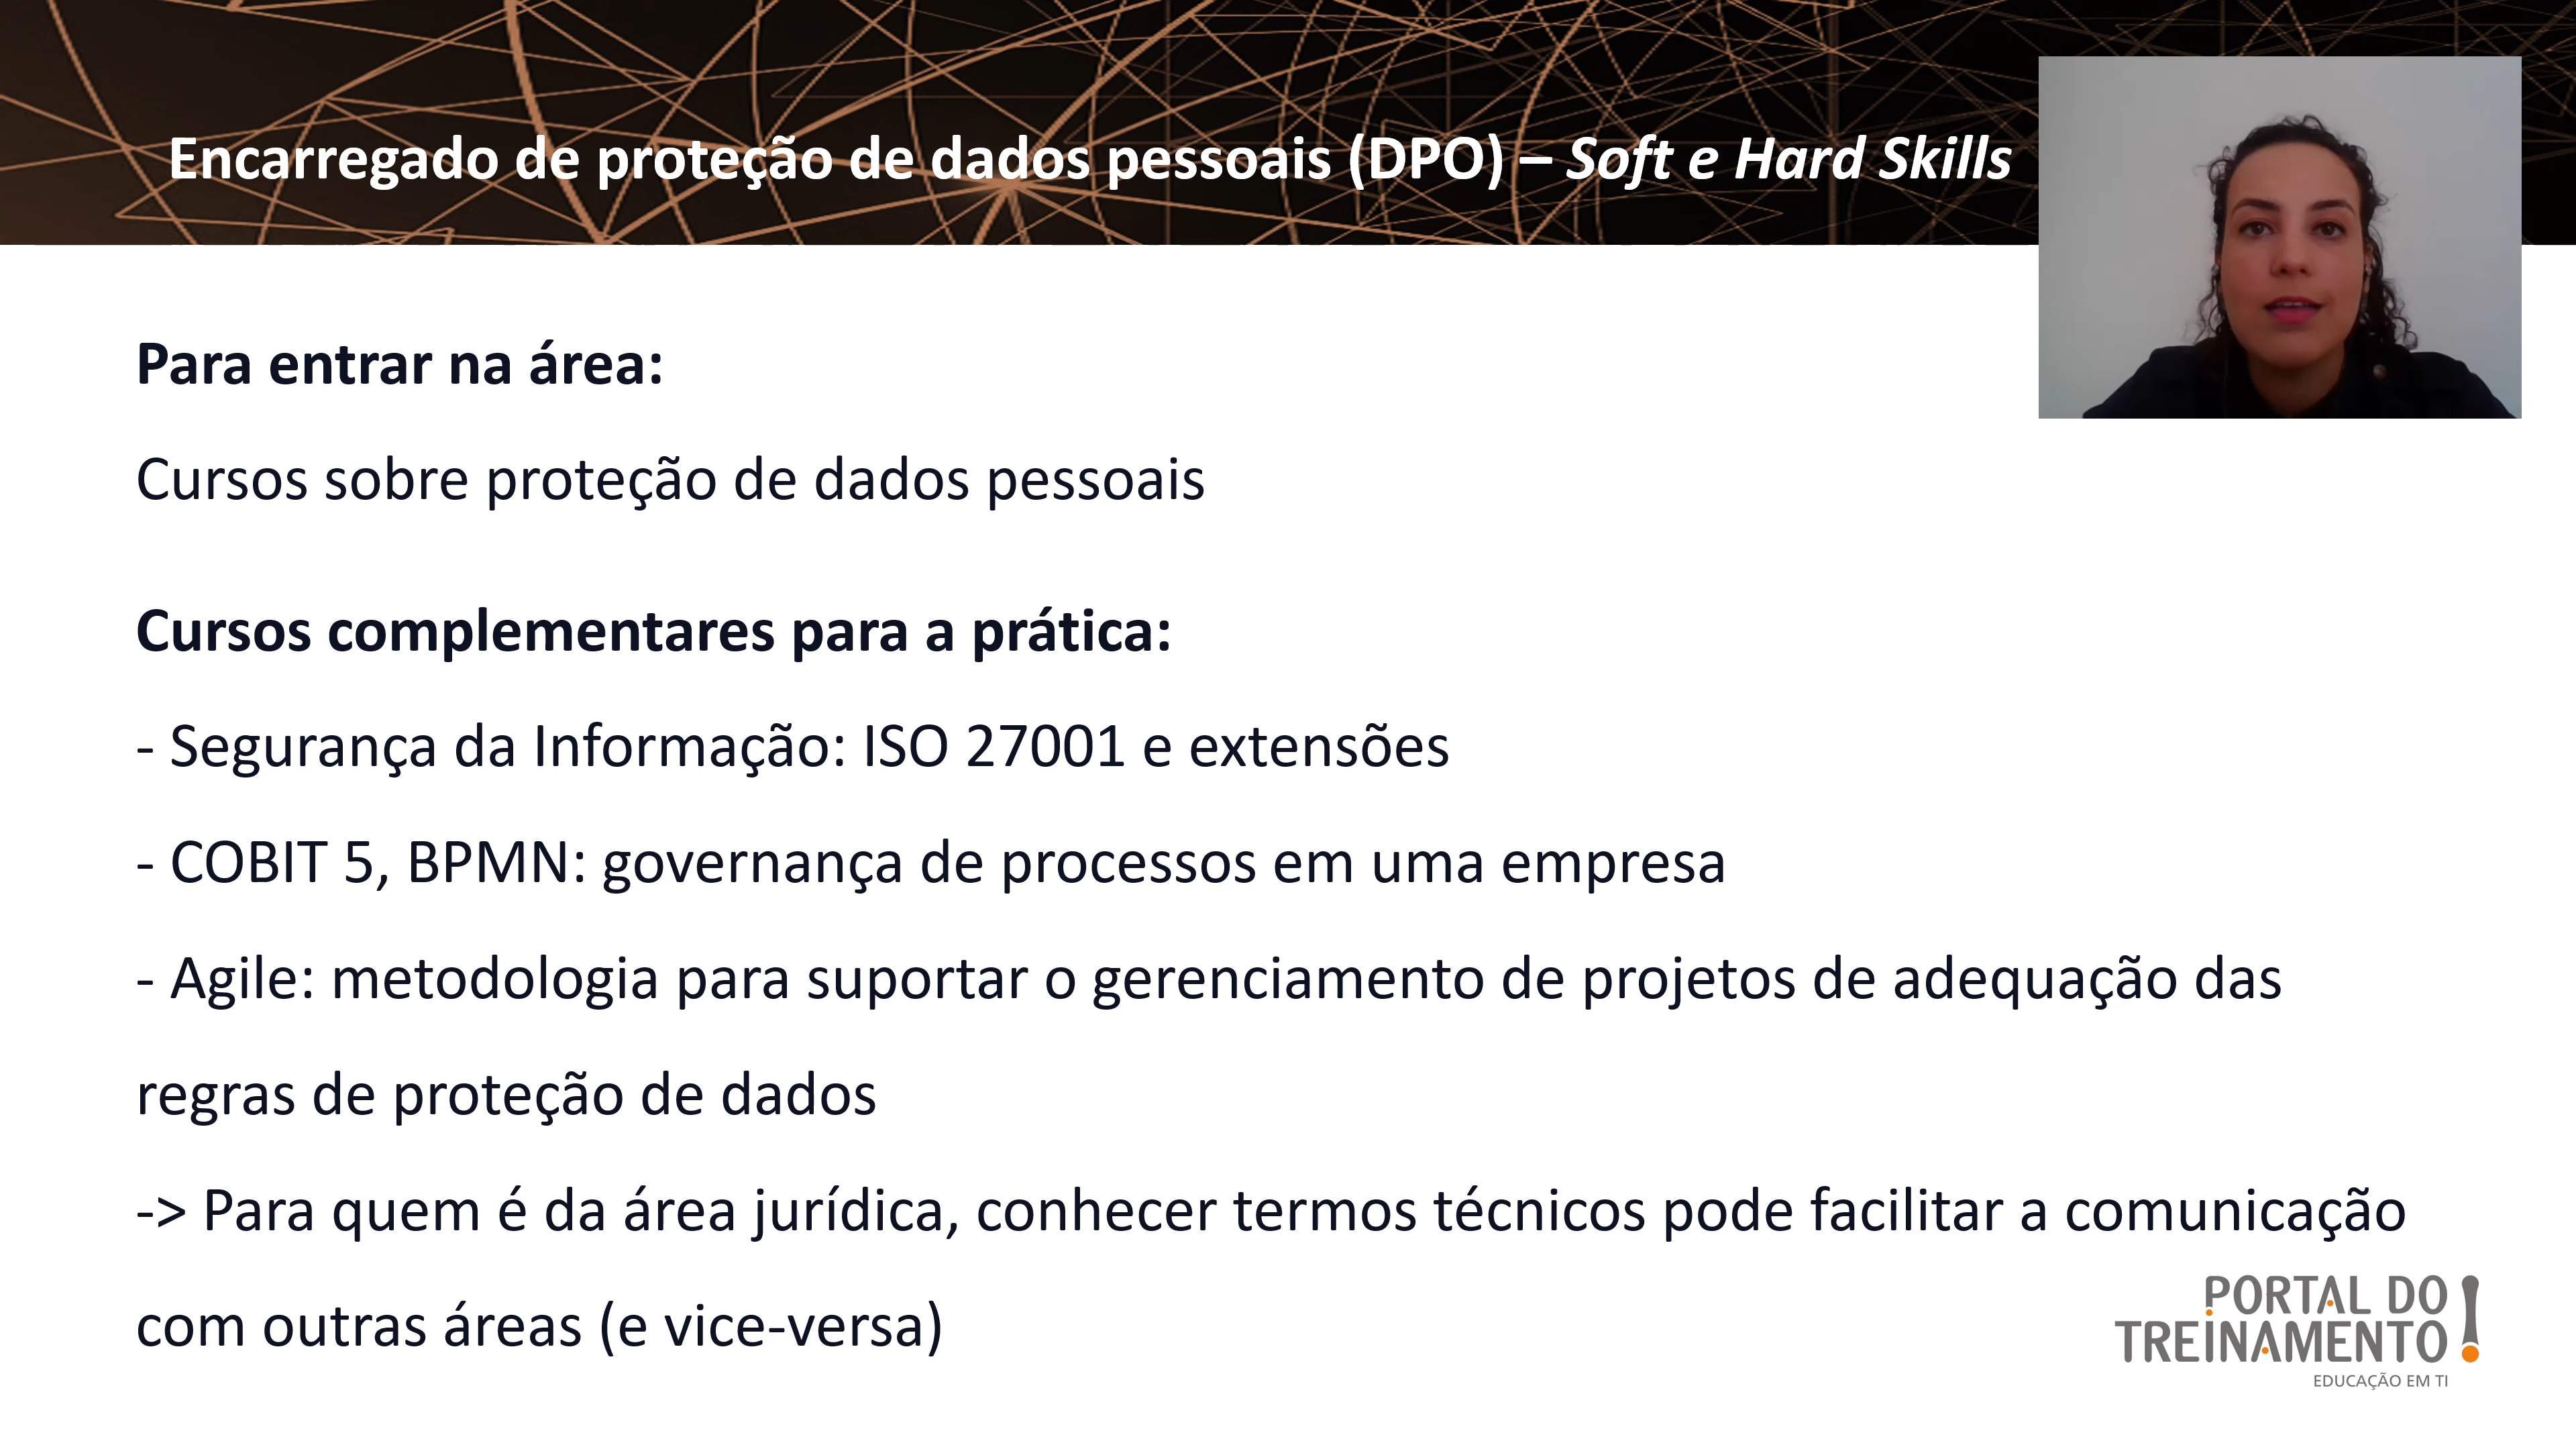 Encarregado de proteção de dados pessoais (DPO) – Soft e Hard Skills
Para entrar na área:
Cursos sobre proteção de dados pessoais
Cursos complementares para a prática:
- Segurança da Informação: ISO 27001 e extensões
- COBIT 5, BPMN: governança de processos em uma empresa
- Agile: metodologia para suportar o gerenciamento de projetos de adequação das
regras de proteção de dados
-> Para quem é da área jurídica, conhecer termos técnicos pode facilitar a comunicação
com outras áreas (e vice-versa)
PORTAL DO
TREINAMENTO!
EDUCAÇÃO EM TI